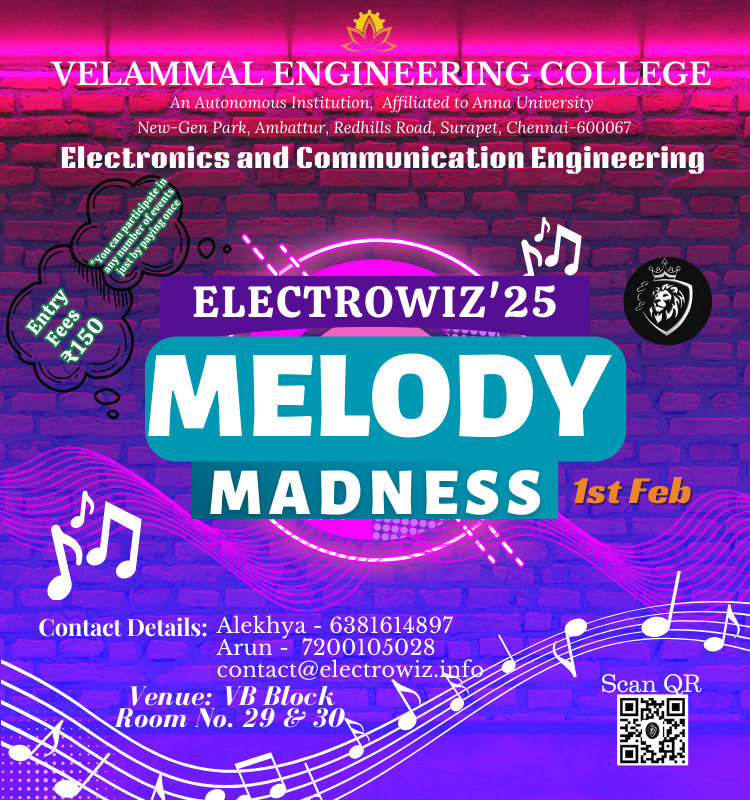 VELAMMAL ENGINEERING COLLEGE
An Autonomous Institution, Affiliated to Anna University
New-Gen Park, Ambattur, Redhills Road, Surapet, Chennai-600067
Electronics and Communication Engineering
*You can participate in
any number of events
just by paying once
Entry
Fees
₹150
ELECTROWIZ'25
MELODY
MADNESS
1st Feb
Contact Details:
Alekhya - 6381614897
Arun - 7200105028
contact@electrowiz.info
Venue: VB Block
Room No. 29 & 30
Scan QR